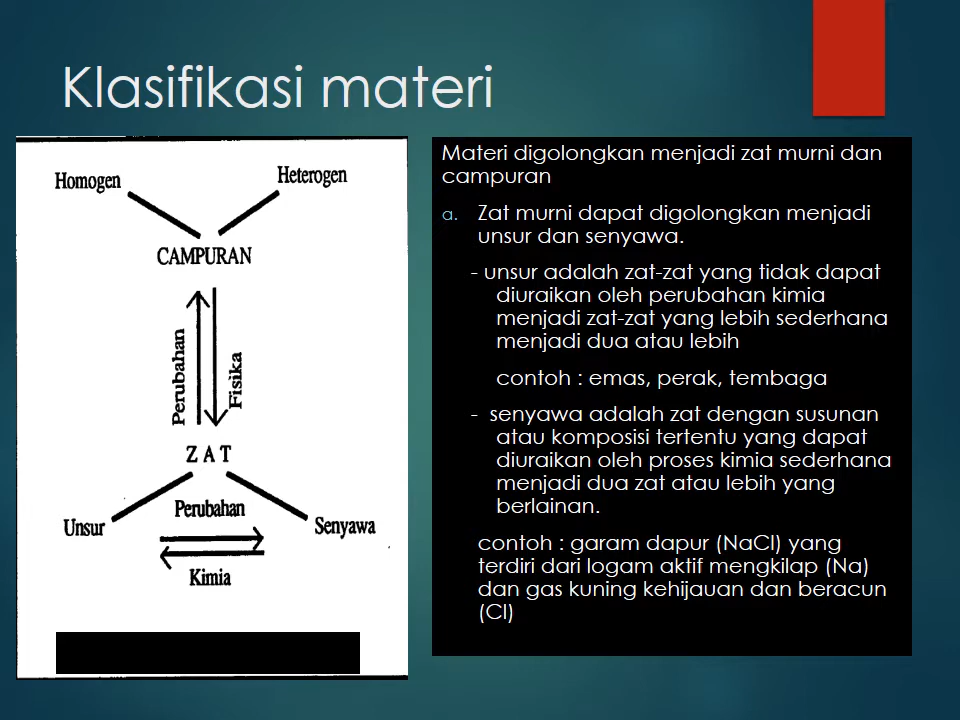 Klasifikasi materi
Homogen
Heterogen
CAMPURAN
Perubahan
Fisika
Z A T
Unsur
Perubahan
Senyawa
Kimia
Materi digolongkan menjadi zat murni dan
campuran
a. Zat murni dapat digolongkan menjadi
unsur dan senyawa.
- unsur adalah zat-zat yang tidak dapat
diuraikan oleh perubahan kimia
menjadi zat-zat yang lebih sederhana
menjadi dua atau lebih
contoh : emas, perak, tembaga
- senyawa adalah zat dengan susunan
atau komposisi tertentu yang dapat
diuraikan oleh proses kimia sederhana
menjadi dua zat atau lebih yang
berlainan.
contoh : garam dapur (NaCl) yang
terdiri dari logam aktif mengkilap (Na)
dan gas kuning kehijauan dan beracun
(Cl)